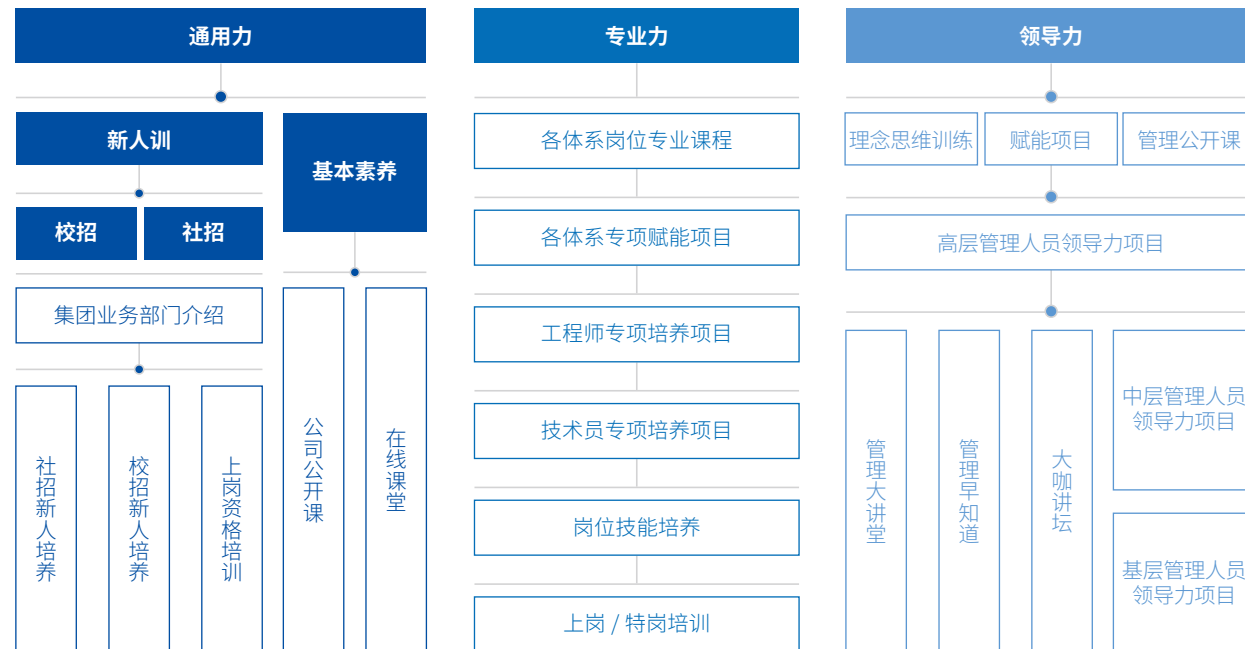 通用力
新人训
基本素养
校招
社招
集团业务部门介绍
社招新人培养
校招新人培养
上岗资格培训
公司公开课
在线课堂
专业力
各体系岗位专业课程
各体系专项赋能项目
工程师专项培养项目
技术员专项培养项目
岗位技能培养
上岗 / 特岗培训
领导力
理念思维训练
赋能项目
管理公开课
高层管理人员领导力项目
管理大讲堂
管理早知道
大咖讲坛
中层管理人员
领导力项目
基层管理人员
领导力项目